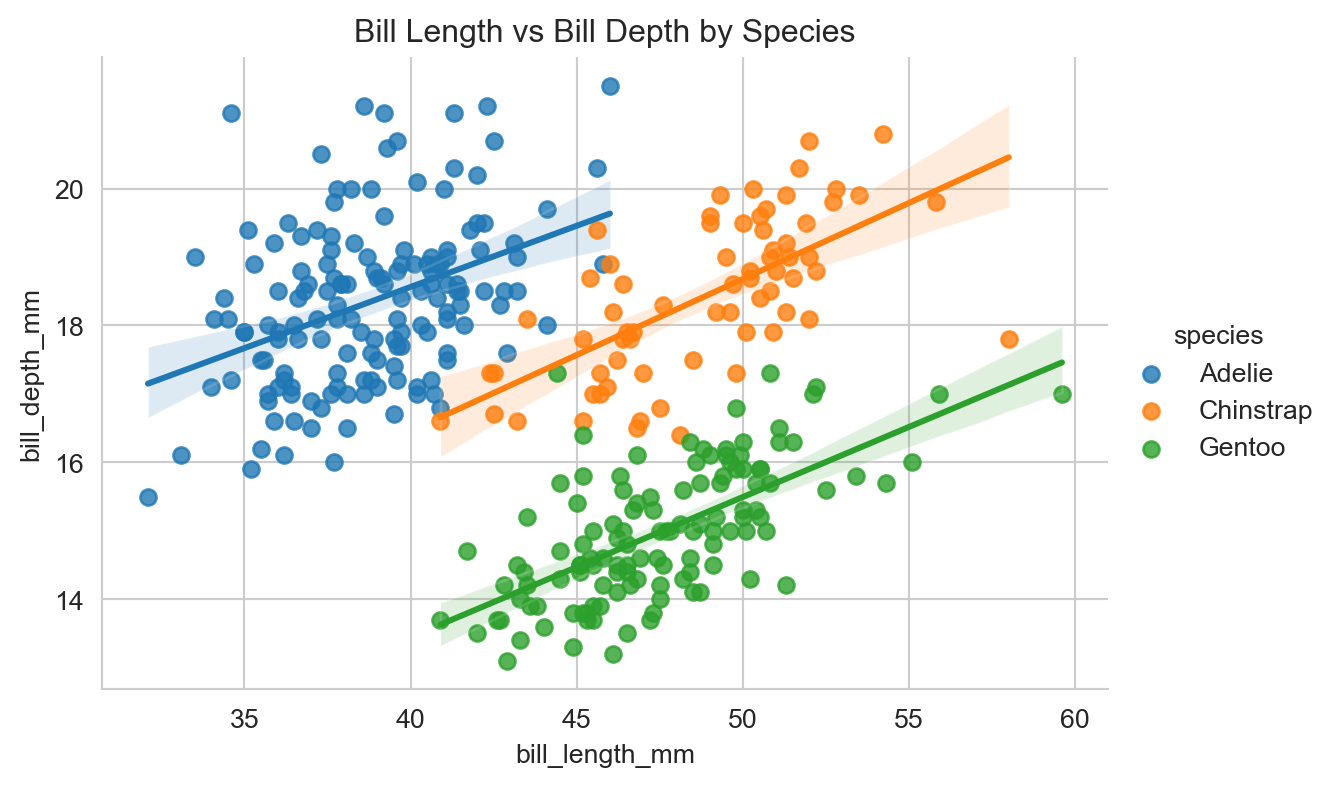 Bill Length vs Bill Depth by Species
bill_depth_mm
20
18
16
14
35 40 45 50 55 60
bill_length_mm
species
Adelie
Chinstrap
Gentoo